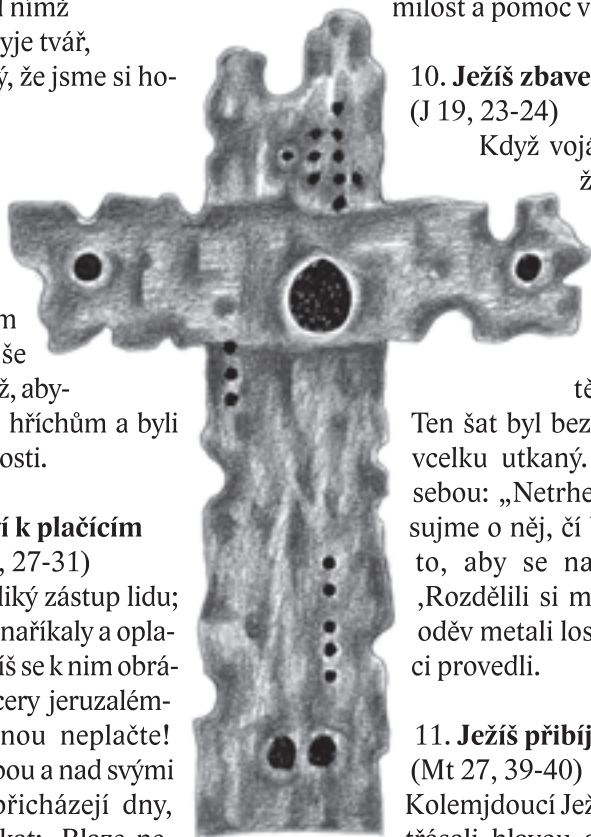 nímž
yje tvář,
ý, že jsme si ho-
m
še
ž, aby-
hříchům a byli
osti.
í k plačícím
, 27-31)
liký zástup lidu;
naříkaly a opla-
íš se k nim obrá-
cery jeruzalém-
nou neplačte!
bou a nad svými
přicházejí dny,
milost a pomoc v
10. Ježíš zbave
(J 19, 23-24)
Když vojá
ž
tě
Ten šat byl bez
vcelku utkaný.
sebou: „Netrhe
sujme o něj, čí
to, aby se na
‚Rozdělili si m
oděv metali los
ci provedli.
11. Ježíš přibíj
(Mt 27, 39-40)
Kolemjdoucí Jež